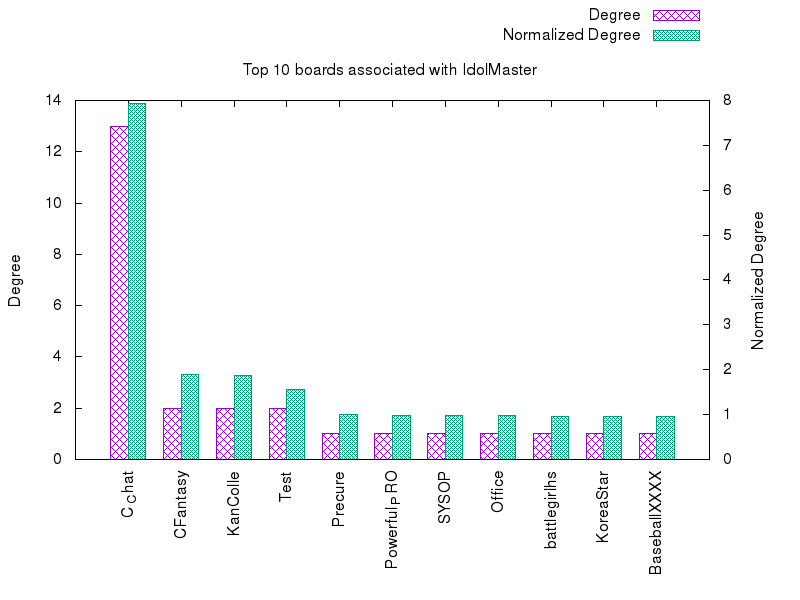 Degree
Normalized Degree
Top 10 boards associated with IdolMaster
14
12
10
8
6
4
2
0
8
7
6
5
4
3
2
1
0
Degree
Normalized Degree
C_Chat
CFantasy
KanColle
Test
Precure
Powerful_PRO
SYSOP
Office
battlegirlhs
KoreaStar
BaseballXXXX